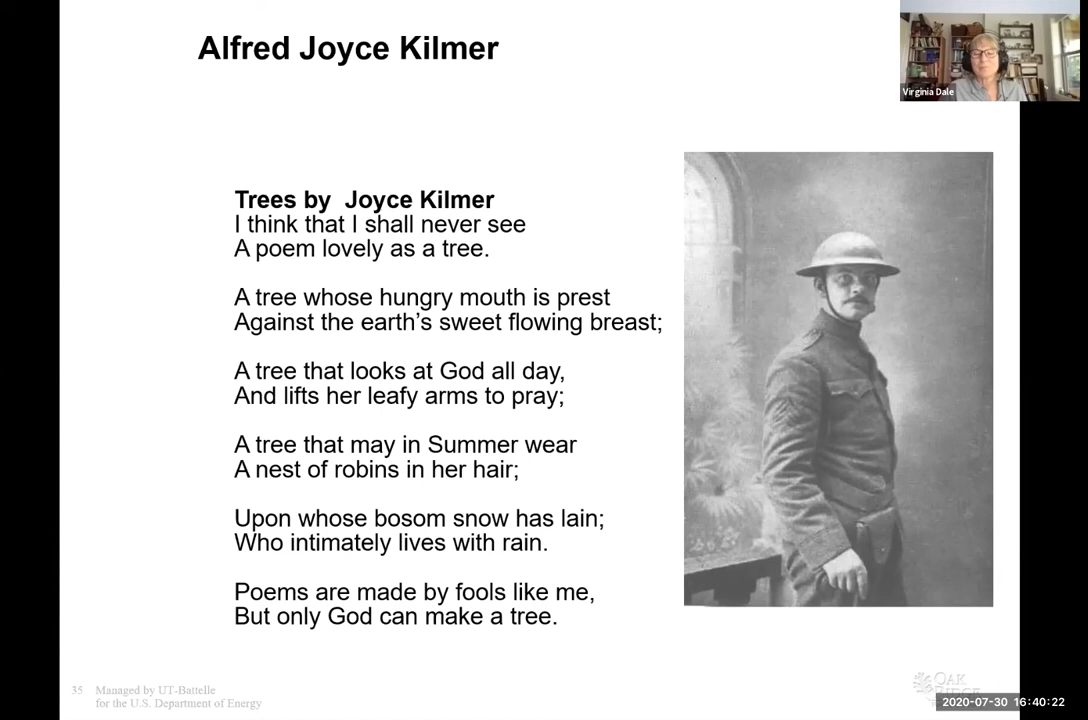 Alfred Joyce Kilmer
Virginia Dale
Trees by  Joyce Kilmer
I think that I shall never see
A poem lovely as a tree.
A tree whose hungry mouth is prest
Against the earth’s sweet flowing breast;
A tree that looks at God all day,
And lifts her leafy arms to pray;
A tree that may in Summer wear
A nest of robins in her hair;
Upon whose bosom snow has lain;
Who intimately lives with rain.
Poems are made by fools like me,
But only God can make a tree.
35 Managed by UT-Battelle
for the U.S. Department of Energy
OAK
2020-07-30 16:40:22